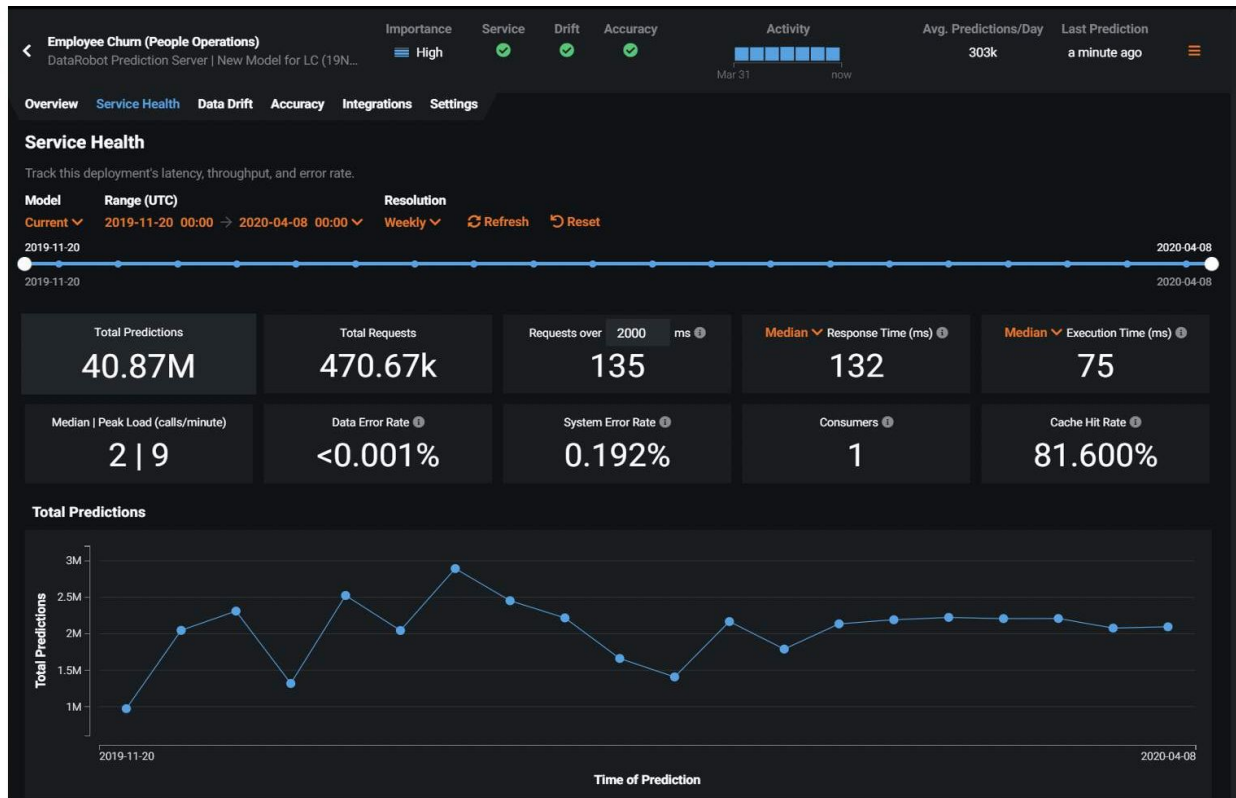 Employee Churn (People Operations)
DataRobot Prediction Server | New Model for LC (19N...
Importance
High
Service
Drift
Accuracy
Activity
Mar 31
now
Avg. Predictions/Day
303k
Last Prediction
a minute ago
Overview Service Health Data Drift Accuracy Integrations Settings
Service Health
Track this deployment's latency, throughput, and error rate.
Model Range (UTC) Resolution
Current 2019-11-20 00:00 → 2020-04-08 00:00 Weekly Refresh Reset
2019-11-20 2020-04-08
2019-11-20 2020-04-08
Total Predictions
40.87M
Total Requests
470.67k
Requests over 2000 ms
135
Median Response Time (ms)
132
Median Execution Time (ms)
75
Median | Peak Load (calls/minute)
2 | 9
Data Error Rate
<0.001%
System Error Rate
0.192%
Consumers
1
Cache Hit Rate
81.600%
Total Predictions
Total Predictions
3M
2.5M
2M
1.5M
1M
2019-11-20 2020-04-08
Time of Prediction